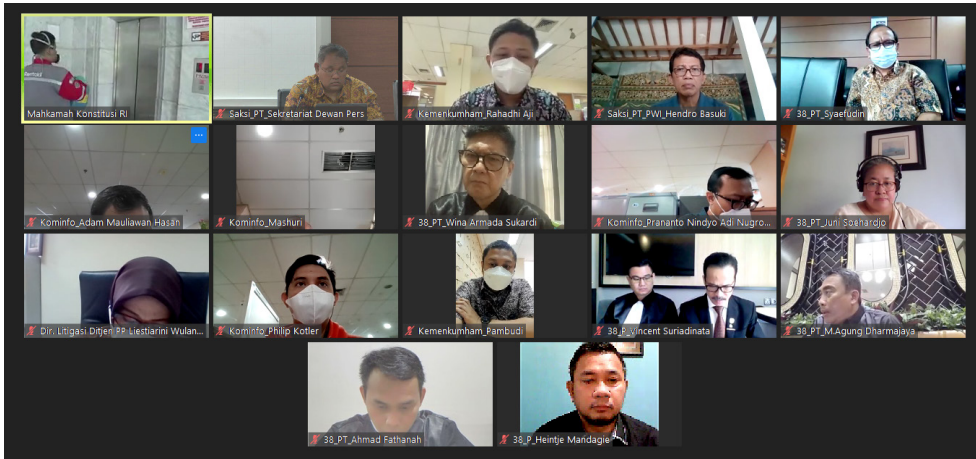 Mahkamah Konstitusi RI
Saksi_PT_Sekretariat Dewan Pers
Kemenkumham_Rahadhi Aji
Saksi_PT_PWI_Hendro Basuki
38_PT_Syaefudin
Kominfo_Adam Mauliawan Hasan
Kominfo_Mashuri
38_PT_Wina Armada Sukardi
Kominfo_Prananto Nindyo Adi Nugro...
38_PT_Juni Soehardjo
Dir. Litigasi Ditjen PP Liestiarini Wulan...
Kominfo_Philip Kotler
Kemenkumham_Pambudi
38_P_Vincent Suriadinata
38_PT_M.Agung Dharmajaya
38_PT_Ahmad Fathanah
38_P_Heintje Mandagie